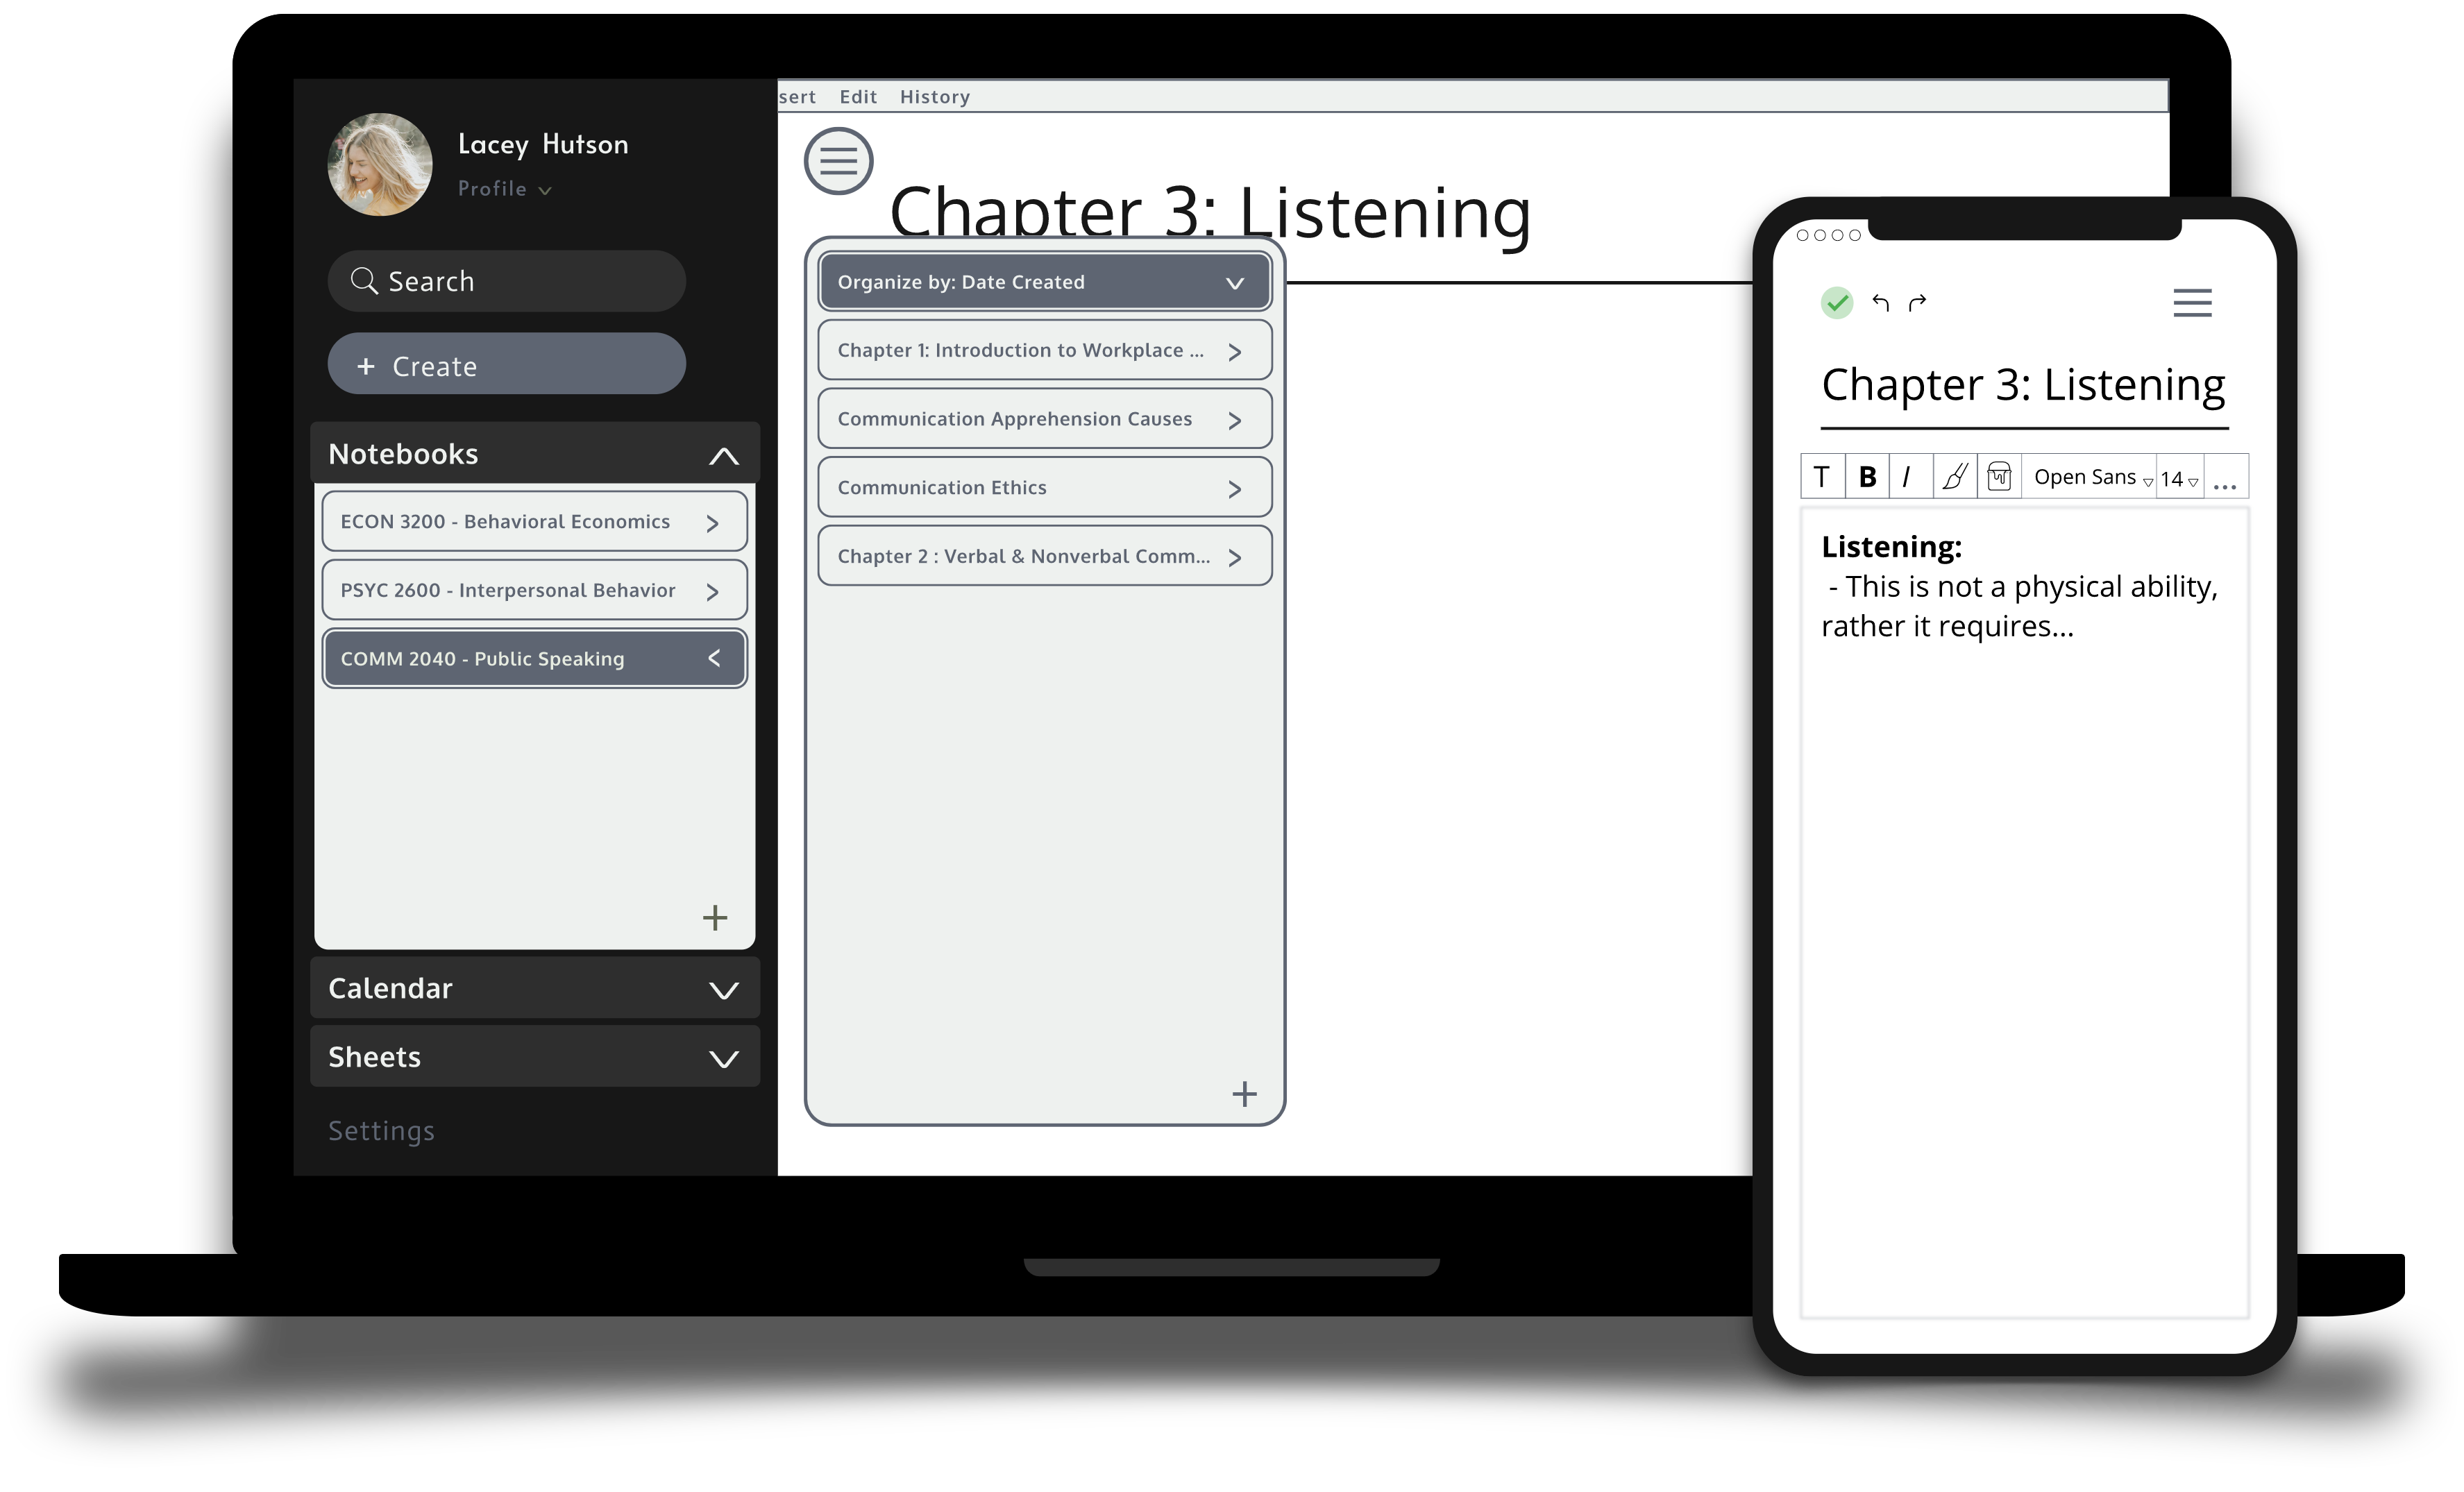 Lacey Hutson
Profile
Search
+ Create
Notebooks
ECON 3200 - Behavioral Economics
PSYC 2600 - Interpersonal Behavior
COMM 2040 - Public Speaking
+
Calendar
Sheets
Settings
sert Edit History
Chapter 3: Listening
Organize by: Date Created
Chapter 1: Introduction to Workplace ...
Communication Apprehension Causes
Communication Ethics
Chapter 2 : Verbal & Nonverbal Comm...
+
Chapter 3: Listening
T B I Open Sans 14 ...
Listening:
- This is not a physical ability,
rather it requires...